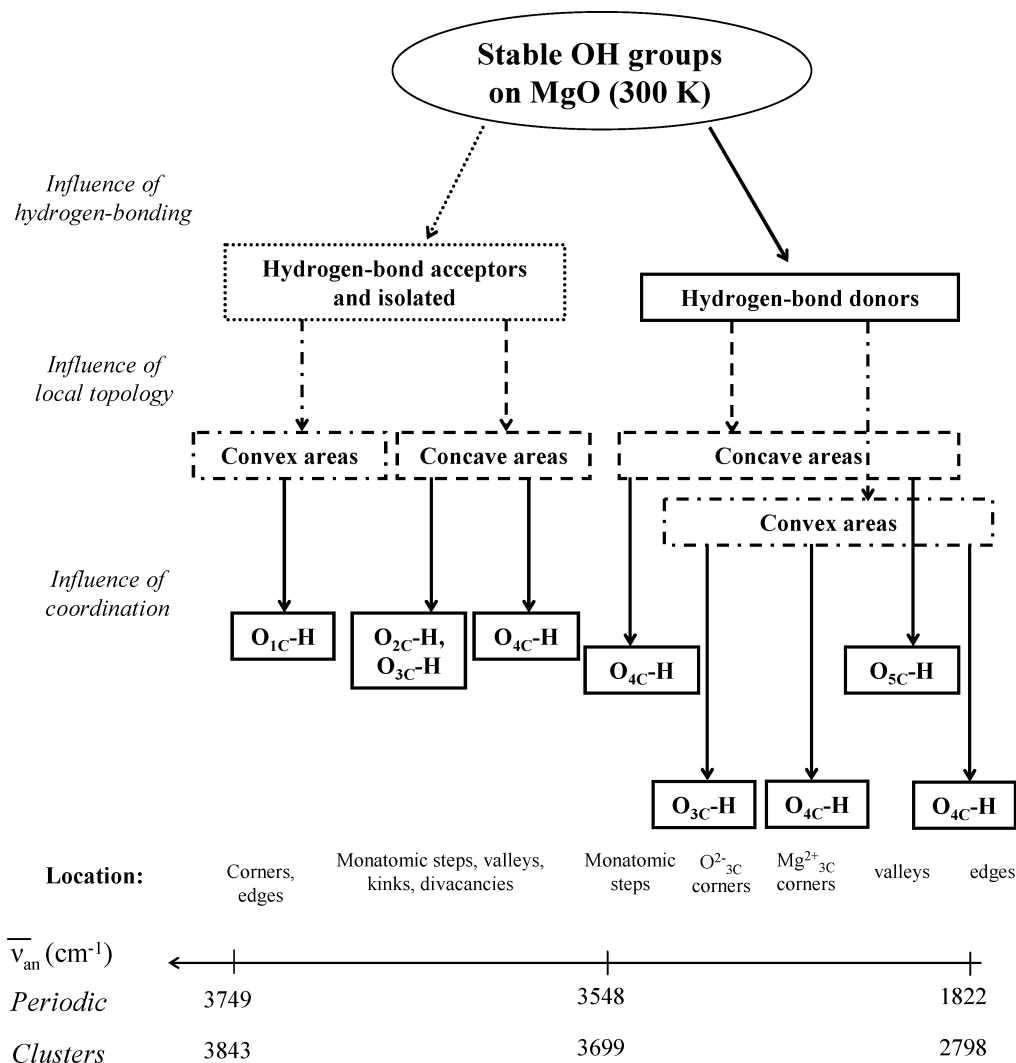 Stable OH groups
on MgO (300 K)
Influence of
hydrogen-bonding
Hydrogen-bond acceptors
and isolated
Hydrogen-bond donors
Influence of
local topology
Convex areas
Concave areas
Concave areas
Convex areas
Influence of
coordination
O₁C-H
O₂C-H,
O₃C-H
O₄C-H
O₄C-H
O₅C-H
O₃C-H
O₄C-H
O₄C-H
Location:
Corners,
edges
Monatomic steps, valleys,
kinks, divacancies
Monatomic
steps
O²⁻₃C
corners
Mg²⁺₃C
corners
valleys
edges
ν̅an (cm⁻¹)
Periodic 3749 3548 1822
Clusters 3843 3699 2798